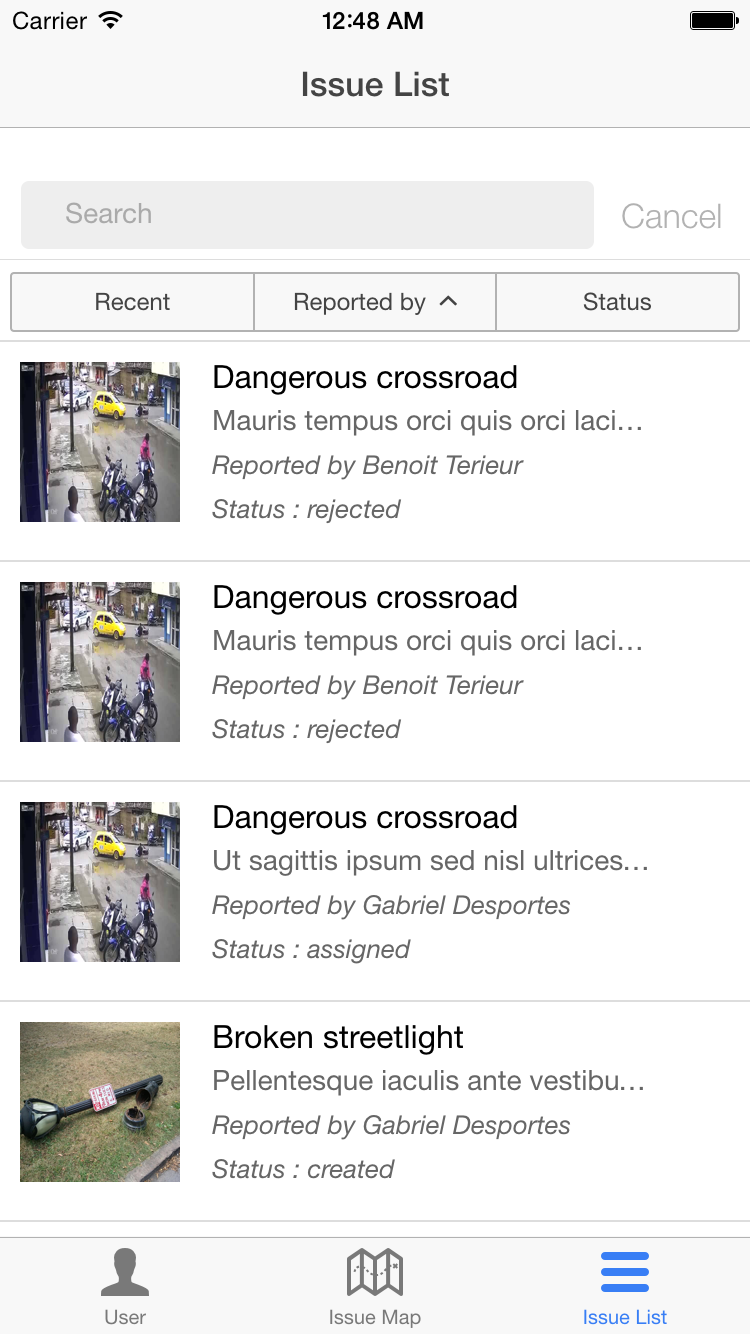 Carrier 12:48 AM
Issue List
Search Cancel
Recent Reported by Status
Dangerous crossroad
Mauris tempus orci quis orci laci…
Reported by Benoit Terieur
Status : rejected
Dangerous crossroad
Mauris tempus orci quis orci laci…
Reported by Benoit Terieur
Status : rejected
Dangerous crossroad
Ut sagittis ipsum sed nisl ultrices…
Reported by Gabriel Desportes
Status : assigned
Broken streetlight
Pellentesque iaculis ante vestibu…
Reported by Gabriel Desportes
Status : created
User Issue Map Issue List